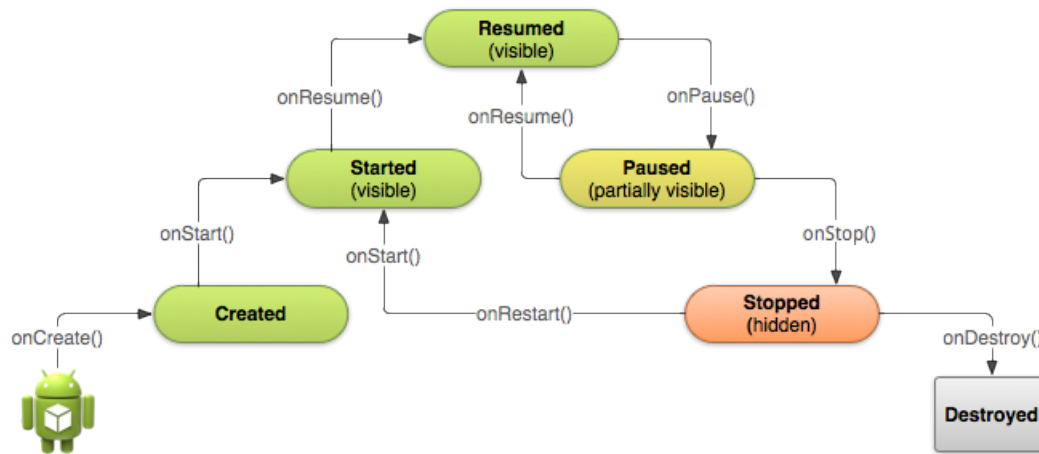 Resumed
(visible)
onResume()
onResume()
onPause()
Started
(visible)
Paused
(partially visible)
onStart()
onStart()
onStop()
Created
onRestart()
Stopped
(hidden)
onCreate()
onDestroy()
Destroyed